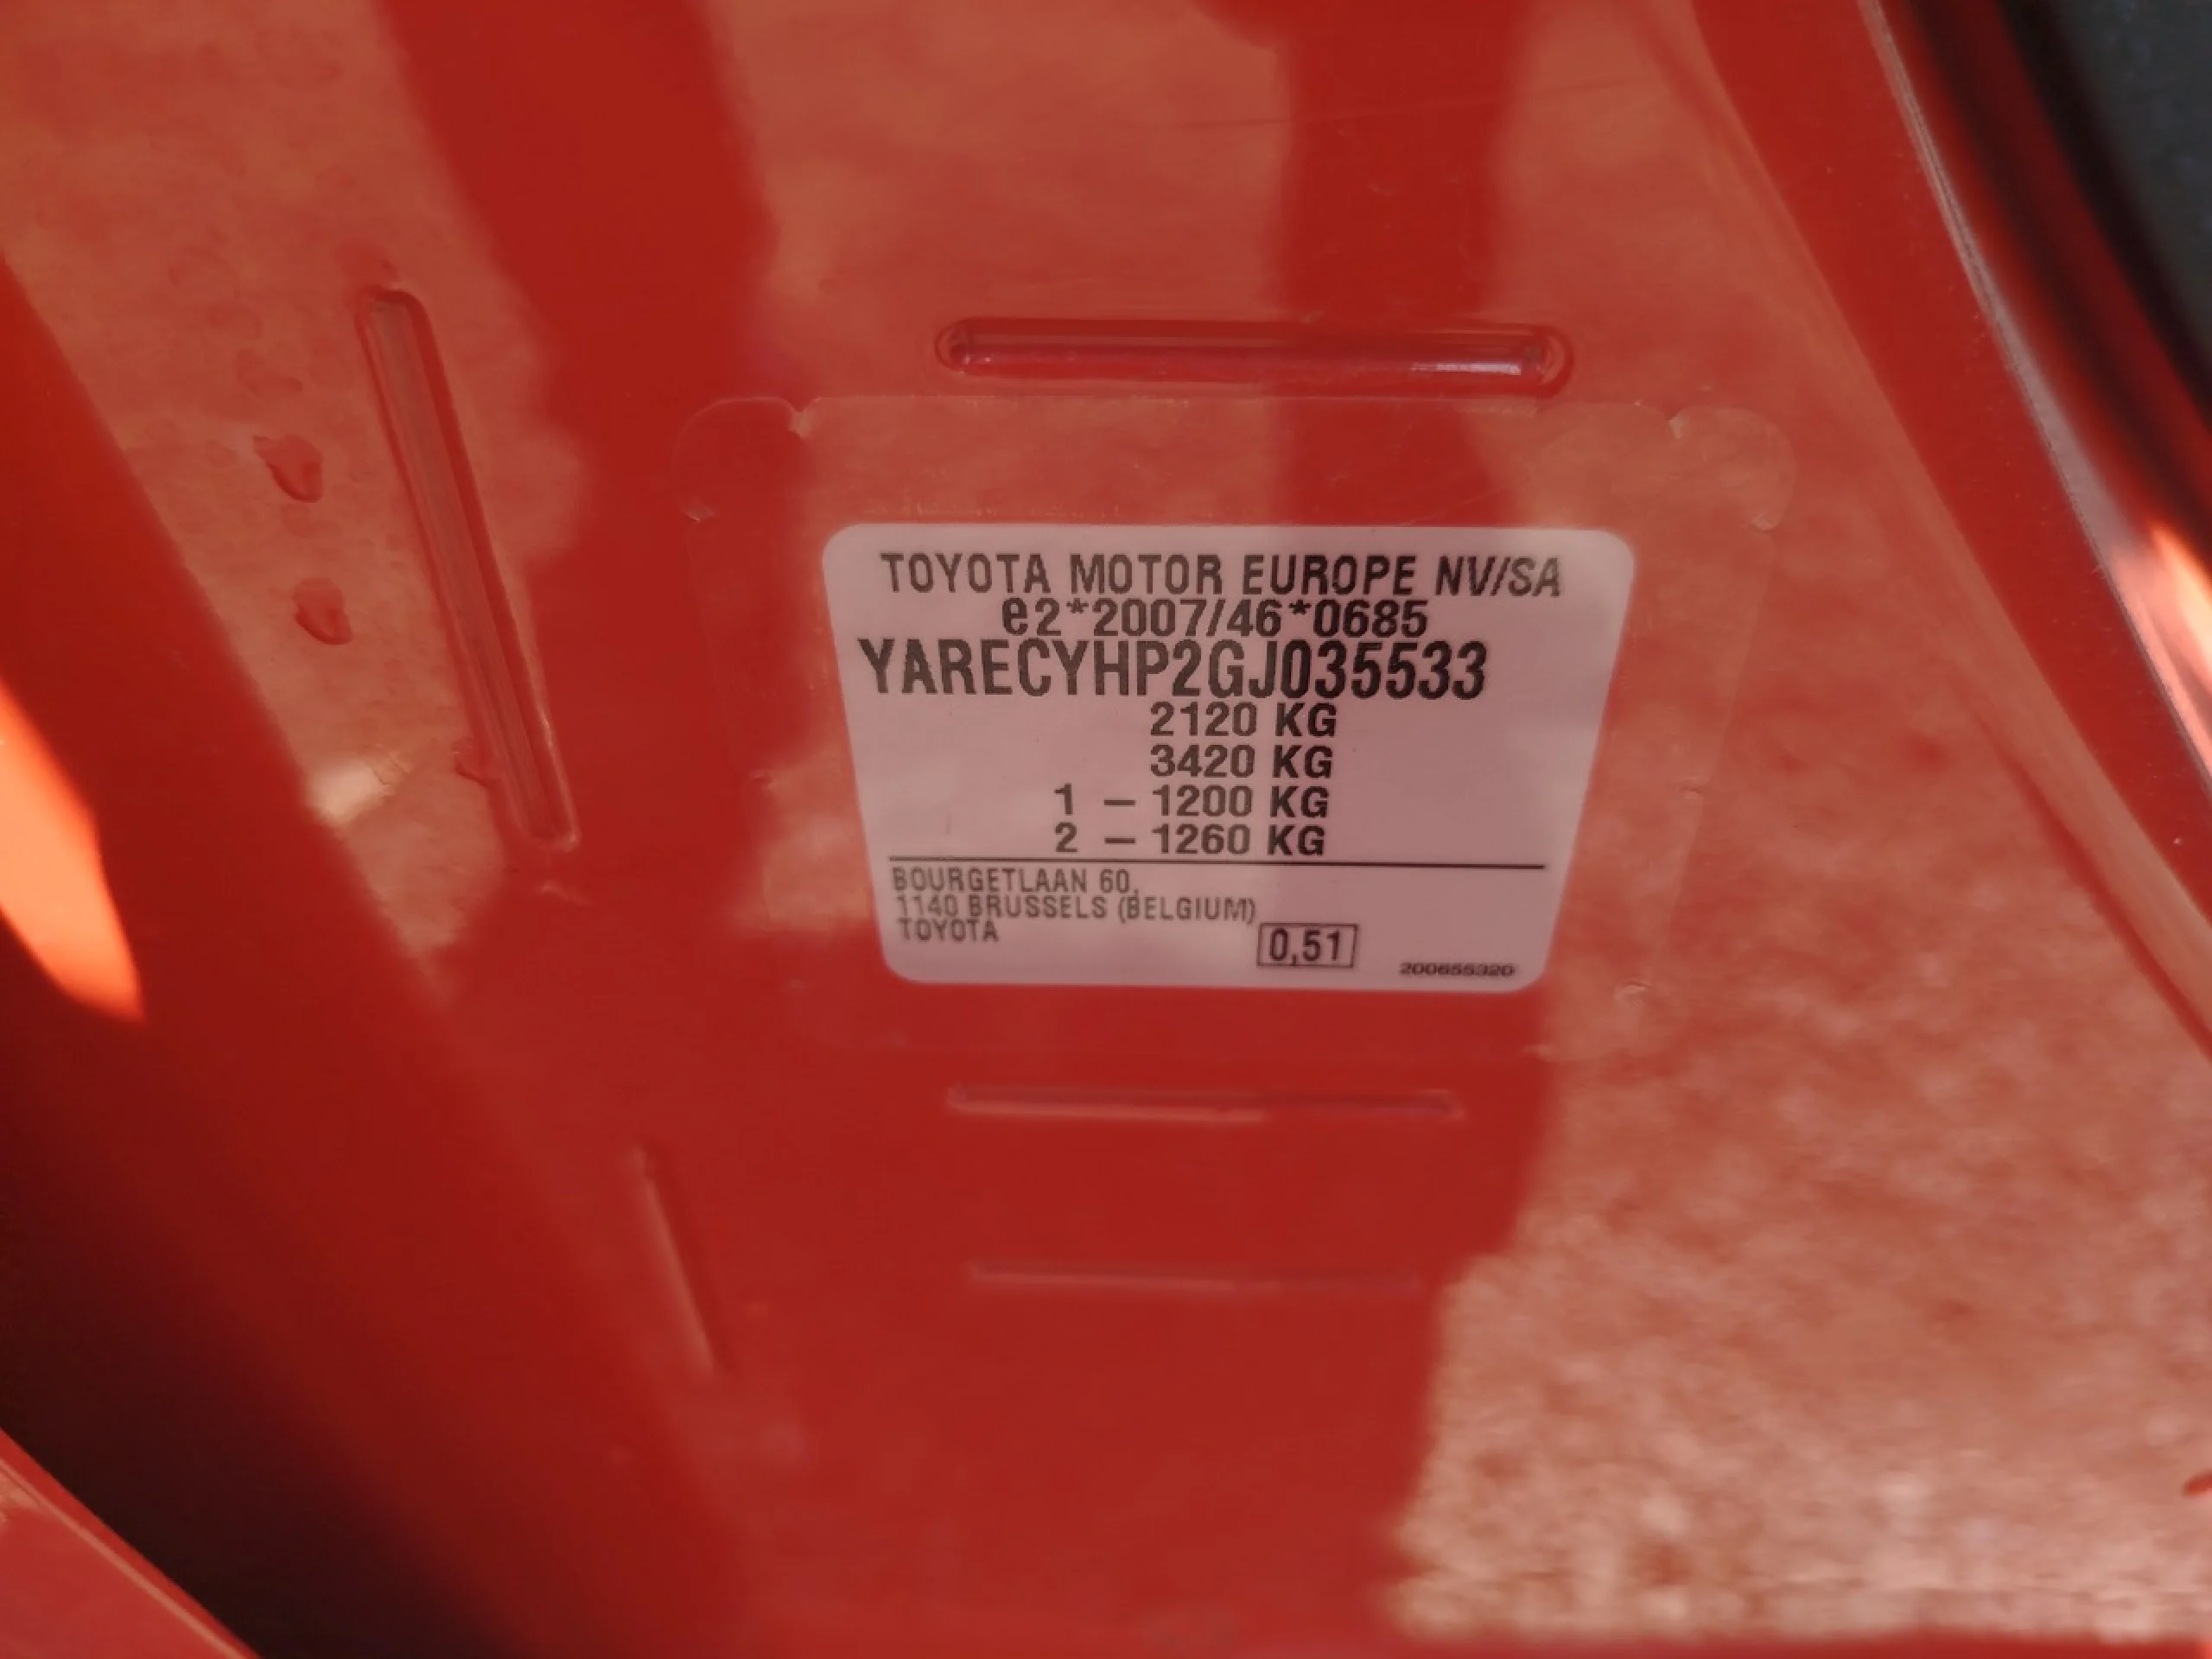 TOYOTA MOTOR EUROPE NV/SA
e2*2007/46*0685
YARECYHP2GJ035533
2120 KG
3420 KG
1 – 1200 KG
2 – 1260 KG
BOURGETLAAN 60,
1140 BRUSSELS (BELGIUM)
TOYOTA
0,51
200655320